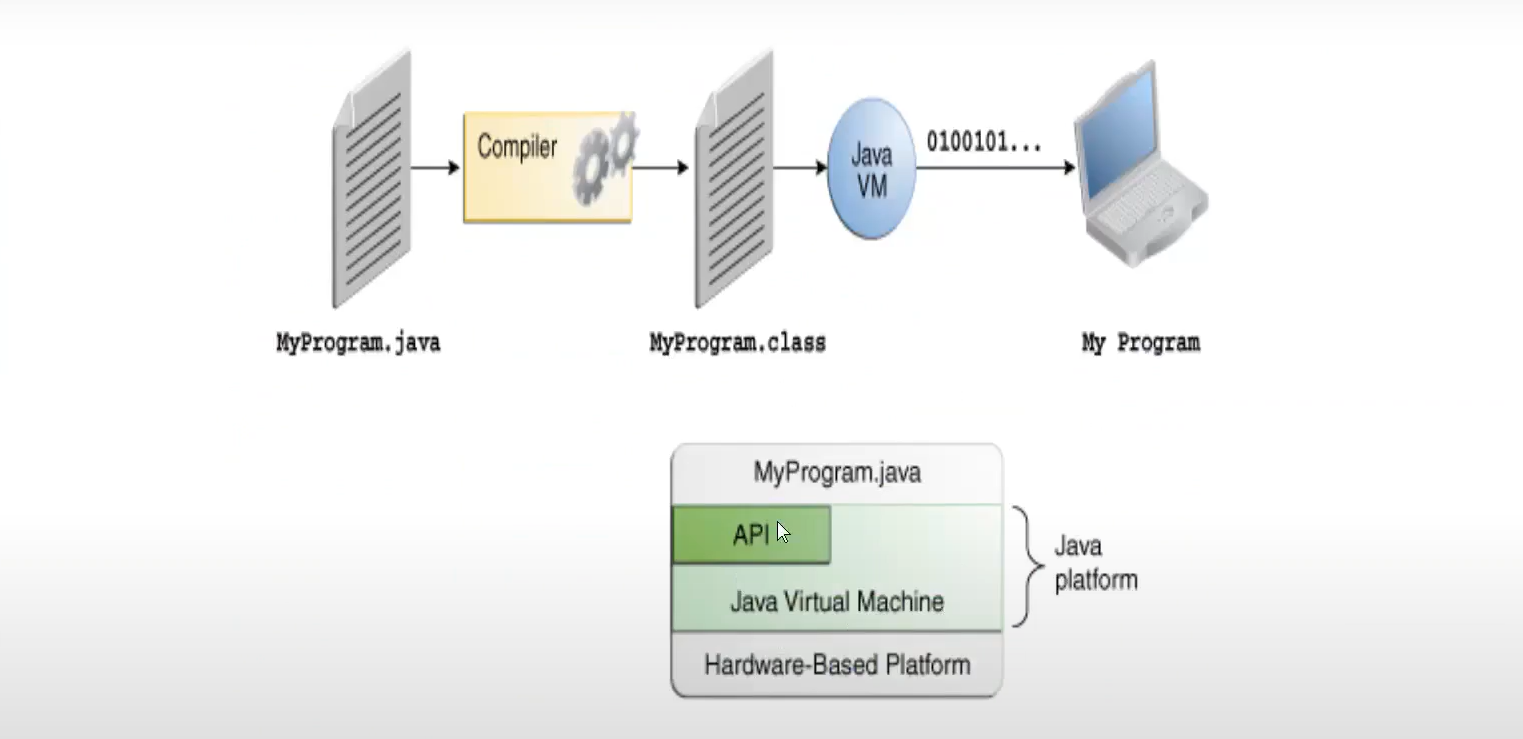 Compiler
Java
VM
0100101...
MyProgram.java
MyProgram.class
My Program
MyProgram.java
API
Java Virtual Machine
Hardware-Based Platform
Java
platform